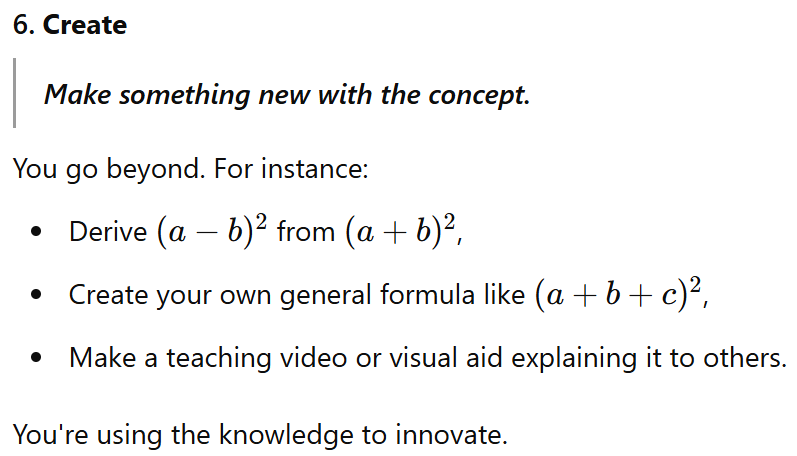 6. Create
Make something new with the concept.
You go beyond. For instance:
• Derive (a − b)² from (a + b)²,
• Create your own general formula like (a + b + c)²,
• Make a teaching video or visual aid explaining it to others.
You're using the knowledge to innovate.